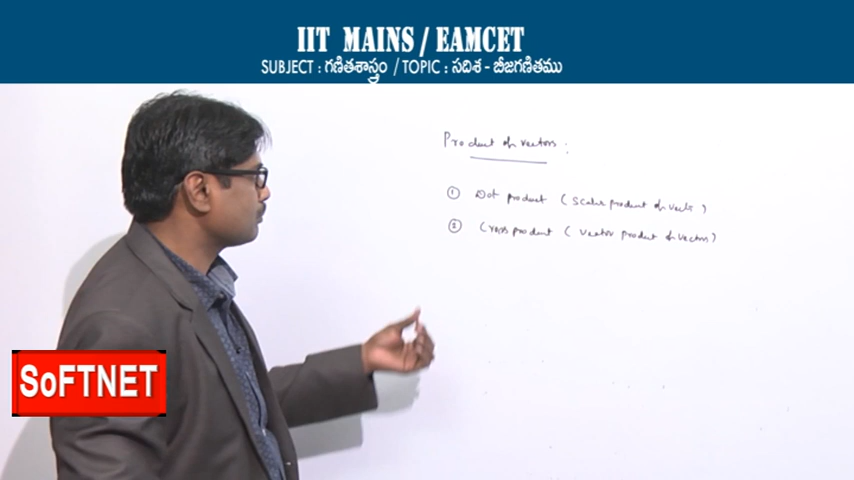 IIT MAINS / EAMCET
SUBJECT : గణితశాస్త్రం / TOPIC : సదిశ - బీజగణితము
Product of vectors :
① Dot product ( Scalar product of vects )
② Cross product ( Vector product of vectors )
SoFTNET